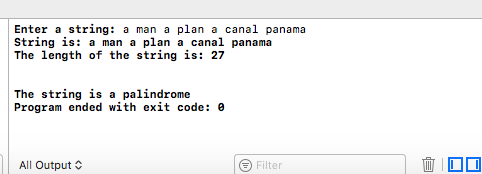 Enter a string: a man a plan a canal panama
String is: a man a plan a canal panama
The length of the string is: 27
The string is a palindrome
Program ended with exit code: 0
All Output
Filter